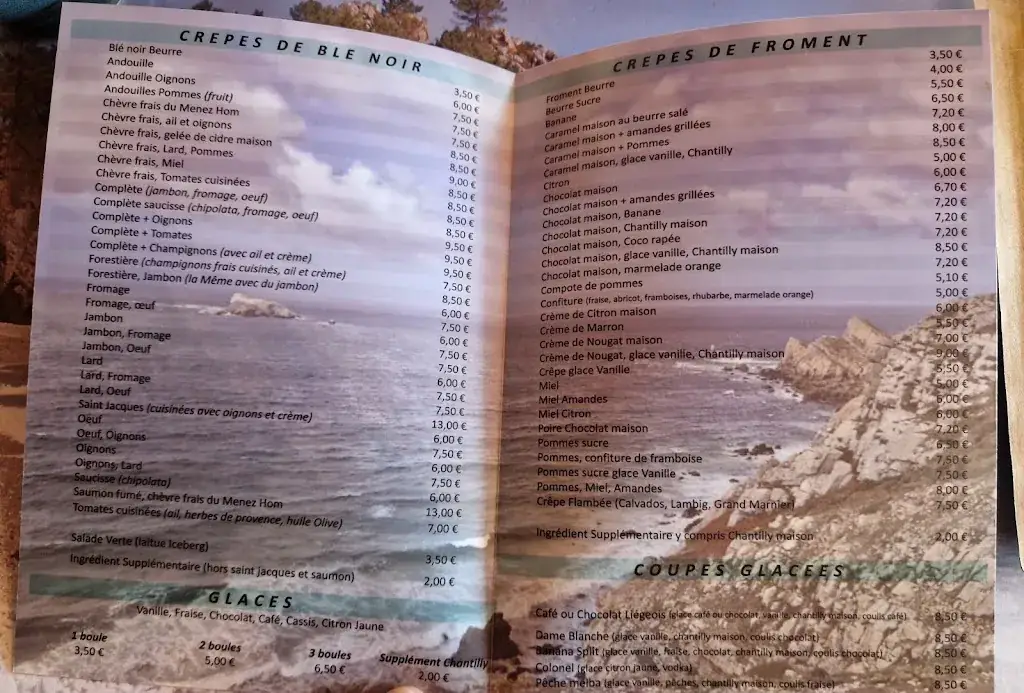 CREPES DE BLE NOIR
Blé noir Beurre 3,50 €
Andouille 6,00 €
Andouille Oignons 7,50 €
Andouilles Pommes (fruit) 7,50 €
Chèvre frais du Menez Hom 7,50 €
Chèvre frais, ail et oignons 8,50 €
Chèvre frais, gelée de cidre maison 8,50 €
Chèvre frais, Lard, Pommes 9,00 €
Chèvre frais, Miel 8,50 €
Chèvre frais, Tomates cuisinées 8,50 €
Complète (jambon, fromage, oeuf) 8,50 €
Complète saucisse (chipolata, fromage, oeuf) 8,50 €
Complète + Oignons 9,50 €
Complète + Tomates 9,50 €
Complète + Champignons (avec ail et crème) 9,50 €
Forestière (champignons frais cuisinés, ail et crème) 7,50 €
Forestière, Jambon (la Même avec du jambon) 8,50 €
Fromage 6,00 €
Fromage, œuf 7,50 €
Jambon 6,00 €
Jambon, Fromage 7,50 €
Jambon, Oeuf 7,50 €
Lard 6,00 €
Lard, Fromage 7,50 €
Lard, Oeuf 7,50 €
Saint Jacques (cuisinées avec oignons et crème) 13,00 €
Oeuf 6,00 €
Oeuf, Oignons 7,50 €
Oignons 6,00 €
Oignons, Lard 7,50 €
Saucisse (chipolata) 6,00 €
Saumon fumé, chèvre frais du Menez Hom 13,00 €
Tomates cuisinées (ail, herbes de provence, huile Olive) 7,00 €
Salade Verte (laitue Iceberg) 3,50 €
Ingrédient Supplémentaire (hors saint jacques et saumon) 2,00 €
GLACES
Vanille, Fraise, Chocolat, Café, Cassis, Citron Jaune
1 boule 2 boules 3 boules Supplément Chantilly
3,50 € 5,00 € 6,50 € 2,00 €
CREPES DE FROMENT
Froment Beurre 3,50 €
Beurre Sucre 4,00 €
Banane 5,50 €
Caramel maison au beurre salé 6,50 €
Caramel maison + amandes grillées 7,20 €
Caramel maison + Pommes 8,00 €
Caramel maison, glace vanille, Chantilly 8,50 €
Citron 5,00 €
Chocolat maison 6,00 €
Chocolat maison + amandes grillées 6,70 €
Chocolat maison, Banane 7,20 €
Chocolat maison, Chantilly maison 7,20 €
Chocolat maison, Coco rapée 7,20 €
Chocolat maison, glace vanille, Chantilly maison 8,50 €
Chocolat maison, marmelade orange 7,20 €
Compote de pommes 5,10 €
Confiture (fraise, abricot, framboises, rhubarbe, marmelade orange) 5,00 €
Crème de Citron maison 6,00 €
Crème de Marron 5,50 €
Crème de Nougat maison 7,00 €
Crème de Nougat, glace vanille, Chantilly maison 9,00 €
Crêpe glace Vanille 5,50 €
Miel 5,00 €
Miel Amandes 6,00 €
Miel Citron 6,00 €
Poire Chocolat maison 7,20 €
Pommes sucre 6,50 €
Pommes, confiture de framboise 7,50 €
Pommes sucre glace Vanille 7,50 €
Pommes, Miel, Amandes 8,00 €
Crêpe Flambée (Calvados, Lambig, Grand Marnier) 7,50 €
Ingrédient Supplémentaire y compris Chantilly maison 2,00 €
COUPES GLACEES
Café ou Chocolat Liégeois (glace café ou chocolat, vanille, chantilly maison, coulis café) 8,50 €
Dame Blanche (glace vanille, chantilly maison, coulis chocolat) 8,50 €
Banana Split (glace vanille, fraise, chocolat, chantilly maison, coulis chocolat) 8,50 €
Colonel (glace citron jaune, vodka) 8,50 €
Pêche melba (glace vanille, pêches, chantilly maison, coulis fraise) 8,50 €